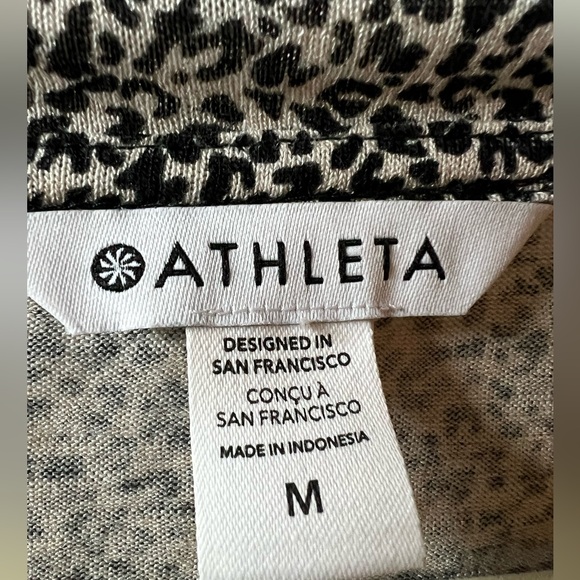 ATHLETA
DESIGNED IN
SAN FRANCISCO
CONÇU À
SAN FRANCISCO
MADE IN INDONESIA
M